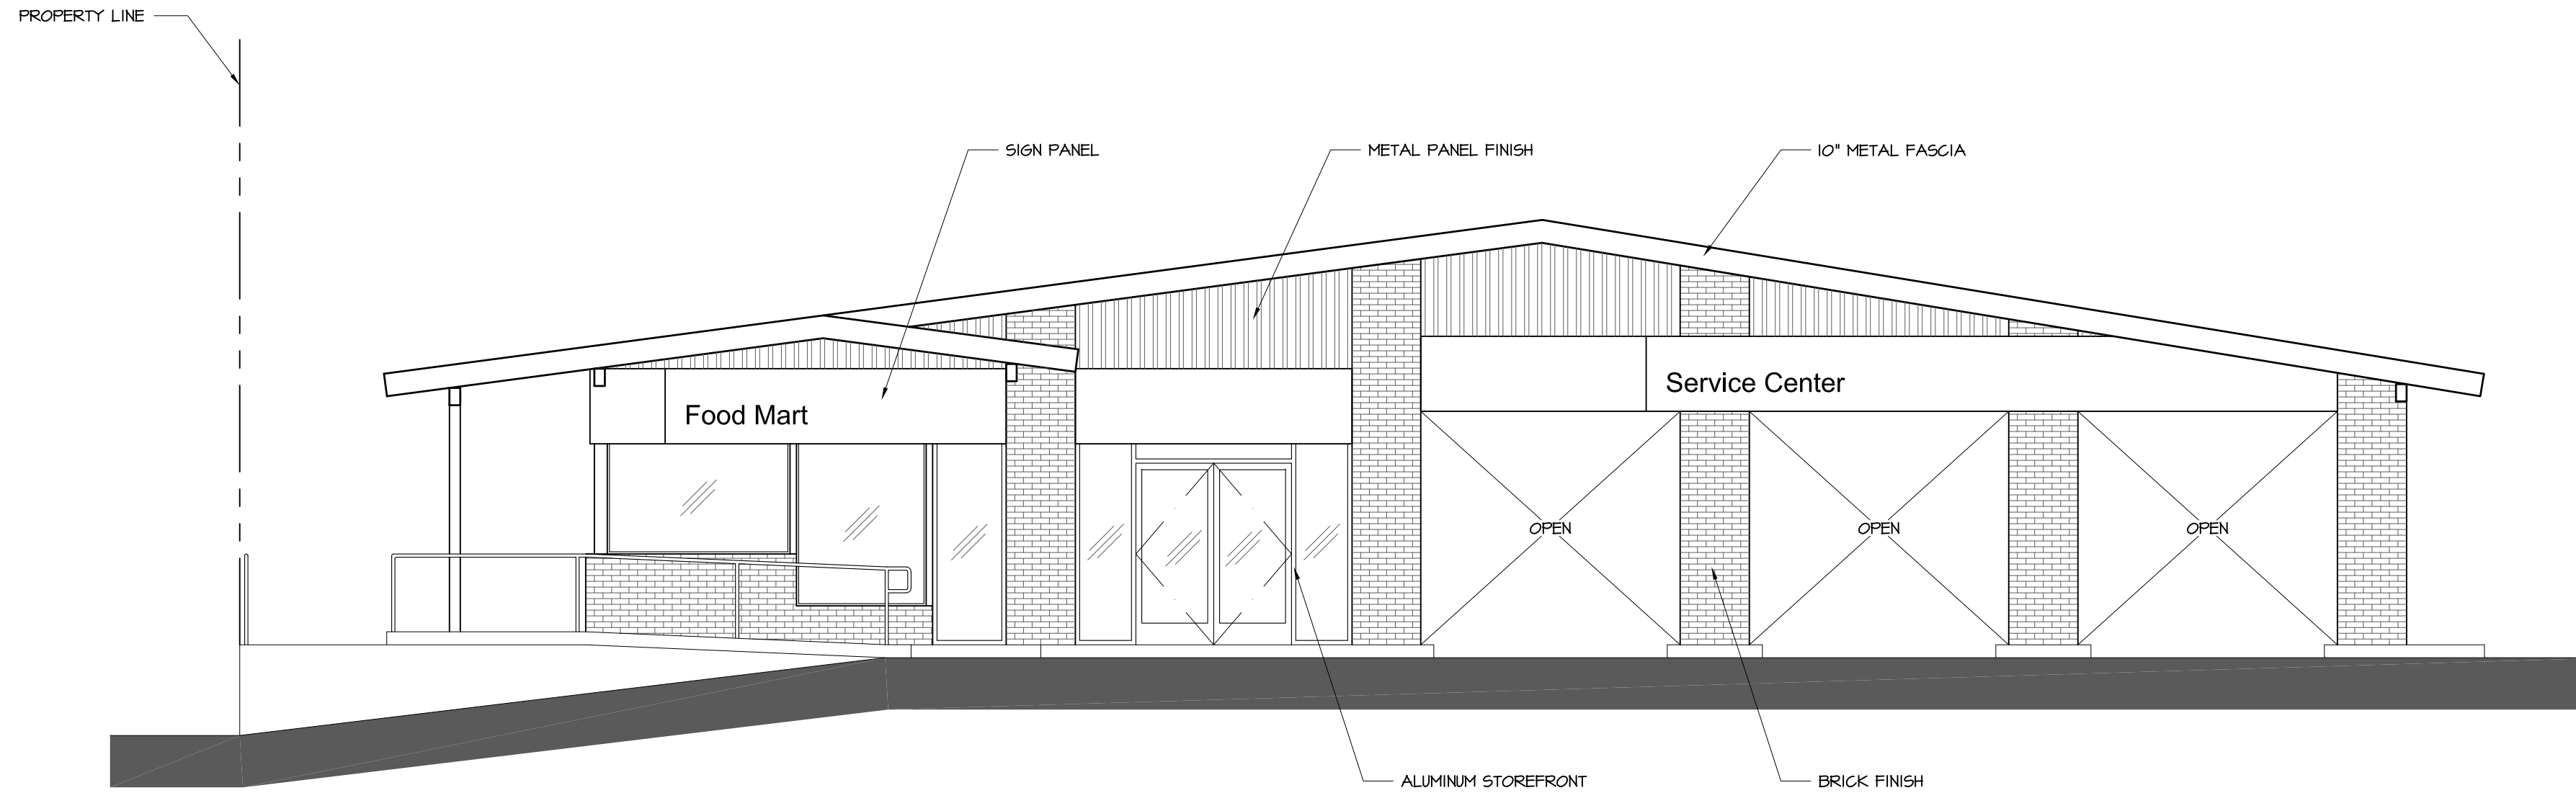 PROPERTY LINE
SIGN PANEL
METAL PANEL FINISH
10" METAL FASCIA
Service Center
Food Mart
OPEN
OPEN
OPEN
ALUMINUM STOREFRONT
BRICK FINISH